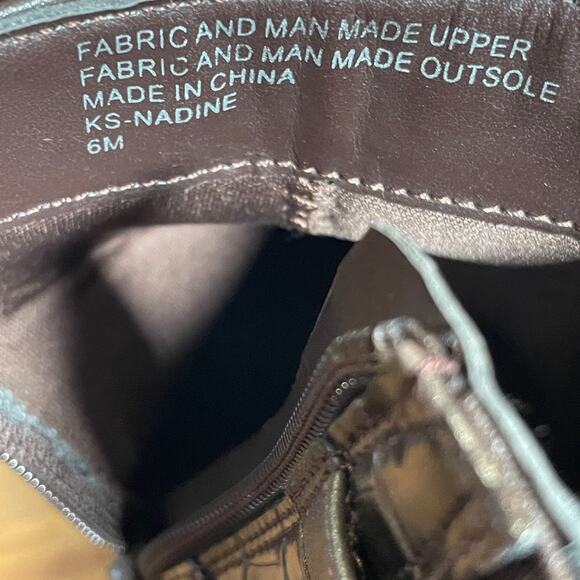 FABRIC AND MAN MADE UPPER
FABRIC AND MAN MADE OUTSOLE
MADE IN CHINA
KS-NADINE
6M